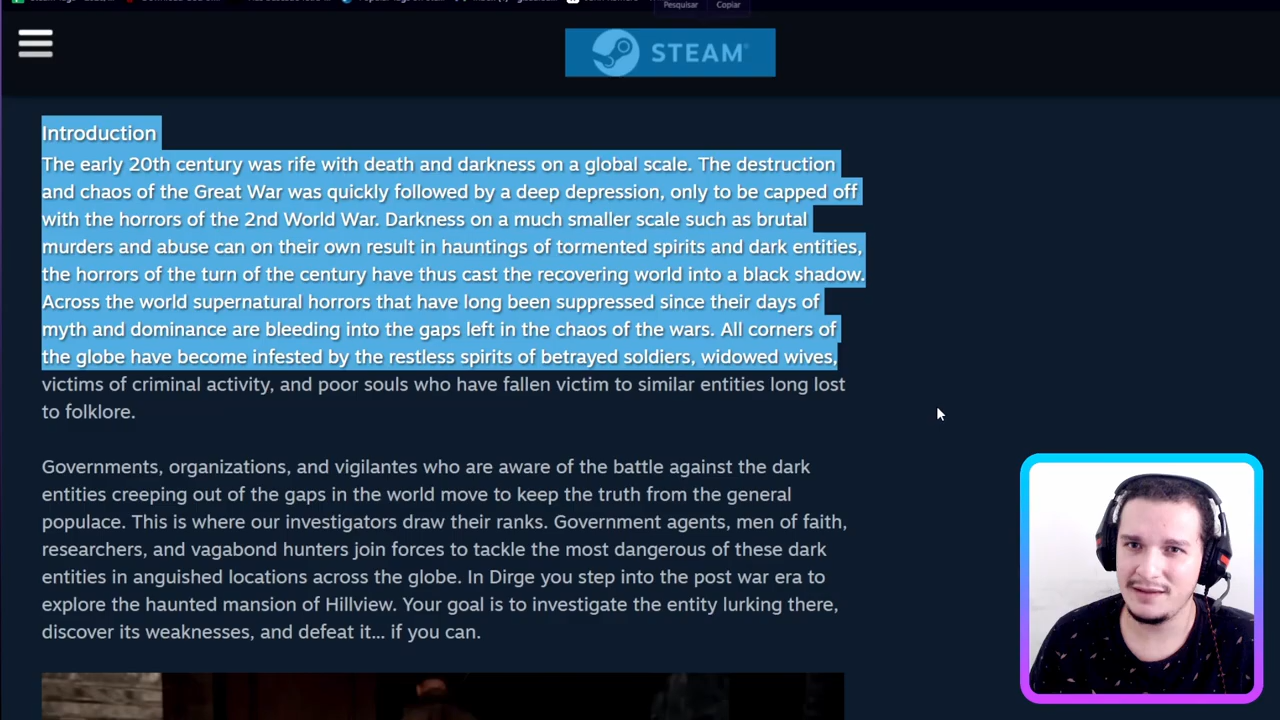 Pesquisar
Copiar
STEAM®
Introduction
The early 20th century was rife with death and darkness on a global scale. The destruction
and chaos of the Great War was quickly followed by a deep depression, only to be capped off
with the horrors of the 2nd World War. Darkness on a much smaller scale such as brutal
murders and abuse can on their own result in hauntings of tormented spirits and dark entities,
the horrors of the turn of the century have thus cast the recovering world into a black shadow.
Across the world supernatural horrors that have long been suppressed since their days of
myth and dominance are bleeding into the gaps left in the chaos of the wars. All corners of
the globe have become infested by the restless spirits of betrayed soldiers, widowed wives,
victims of criminal activity, and poor souls who have fallen victim to similar entities long lost
to folklore.
Governments, organizations, and vigilantes who are aware of the battle against the dark
entities creeping out of the gaps in the world move to keep the truth from the general
populace. This is where our investigators draw their ranks. Government agents, men of faith,
researchers, and vagabond hunters join forces to tackle the most dangerous of these dark
entities in anguished locations across the globe. In Dirge you step into the post war era to
explore the haunted mansion of Hillview. Your goal is to investigate the entity lurking there,
discover its weaknesses, and defeat it... if you can.